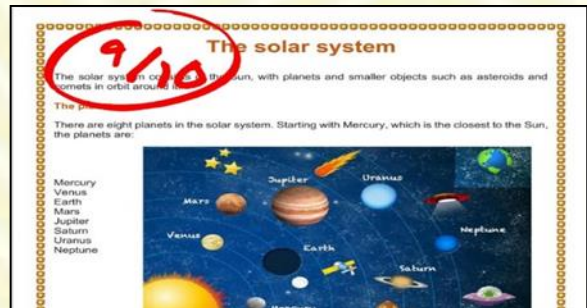 9/10
The solar system
The solar system co the Sun, with planets and smaller objects such as asteroids and
comets in orbit around
The
There are eight planets in the solar system. Starting with Mercury, which is the closest to the Sun,
the planets are:
Mercury
Venus
Earth
Mars
Jupiter
Saturn
Uranus
Neptune
Jupiter
Uranus
Mars
Venus
Earth
Neptune
Saturn
Mercury